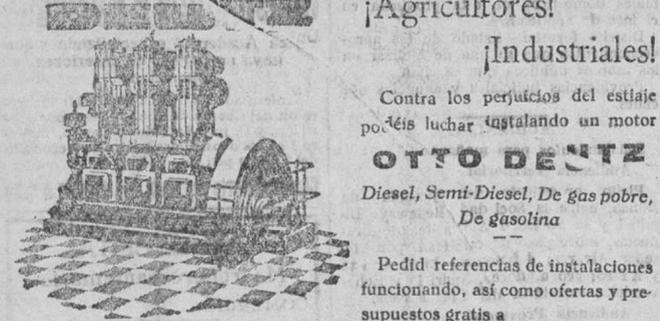 ¡Agricultores!
¡Industriales!
Contra los perjuicios del estiaje
podéis luchar instalando un motor
OTTO DEUTZ
Diesel, Semi-Diesel, De gas pobre,
De gasolina
Pedid referencias de instalaciones
funcionando, así como ofertas y pre-
supuestos gratis a